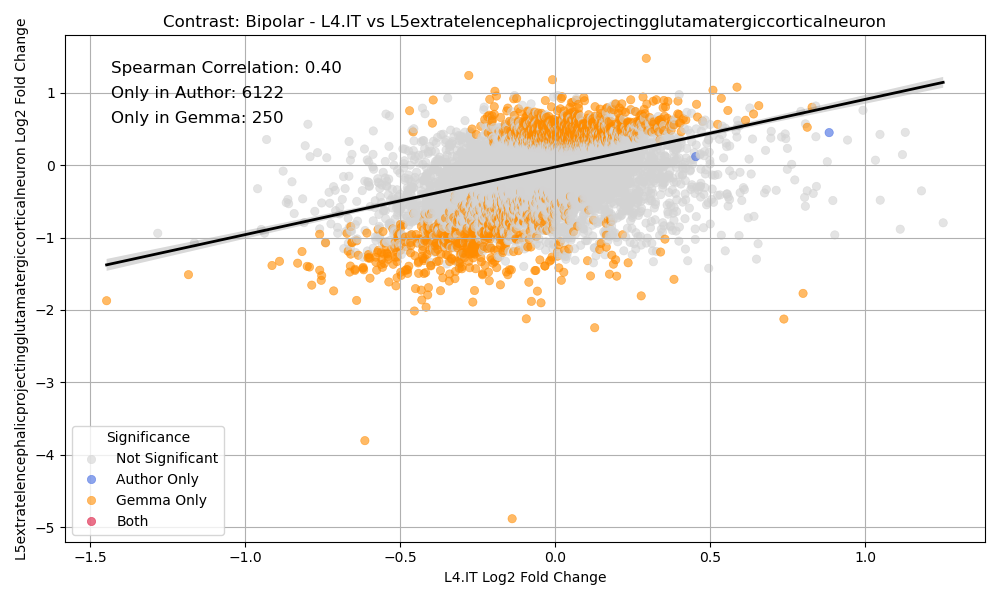 Contrast: Bipolar - L4.IT vs L5extratelencephalicprojectingglutamatergiccorticalneuron
Spearman Correlation: 0.40
Only in Author: 6122
Only in Gemma: 250
L5extratelencephalicprojectingglutamatergiccorticalneuron Log2 Fold Change
1
0
−1
−2
−3
−4
−5
Significance
Not Significant
Author Only
Gemma Only
Both
−1.5 −1.0 −0.5 0.0 0.5 1.0
L4.IT Log2 Fold Change